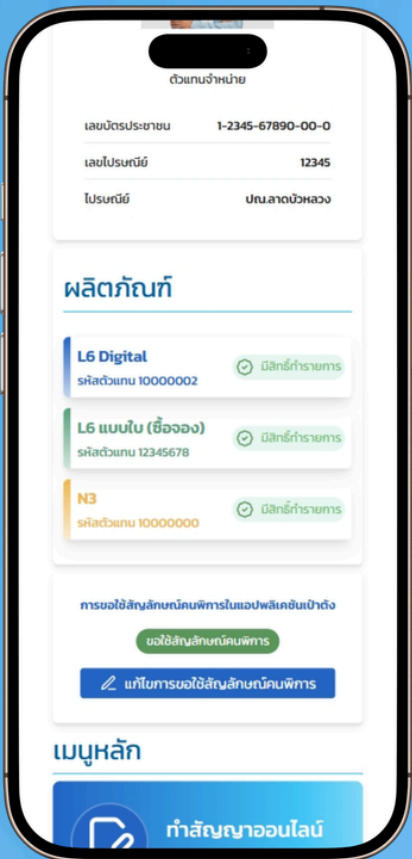 ตัวแทนจำหน่าย
เลขบัตรประชาชน 1-2345-67890-00-0
เลขไปรษณีย์ 12345
ไปรษณีย์ ปณ.ลาดบัวหลวง
ผลิตภัณฑ์
L6 Digital
รหัสตัวแทน 10000002
มีสิทธิ์ทำรายการ
L6 แบบใบ (ซื้อจอง)
รหัสตัวแทน 12345678
มีสิทธิ์ทำรายการ
N3
รหัสตัวแทน 10000000
มีสิทธิ์ทำรายการ
การขอใช้สัญลักษณ์คนพิการในแอปพลิเคชันเป๋าตัง
ขอใช้สัญลักษณ์คนพิการ
แก้ไขการขอใช้สัญลักษณ์คนพิการ
เมนูหลัก
ทำสัญญาออนไลน์